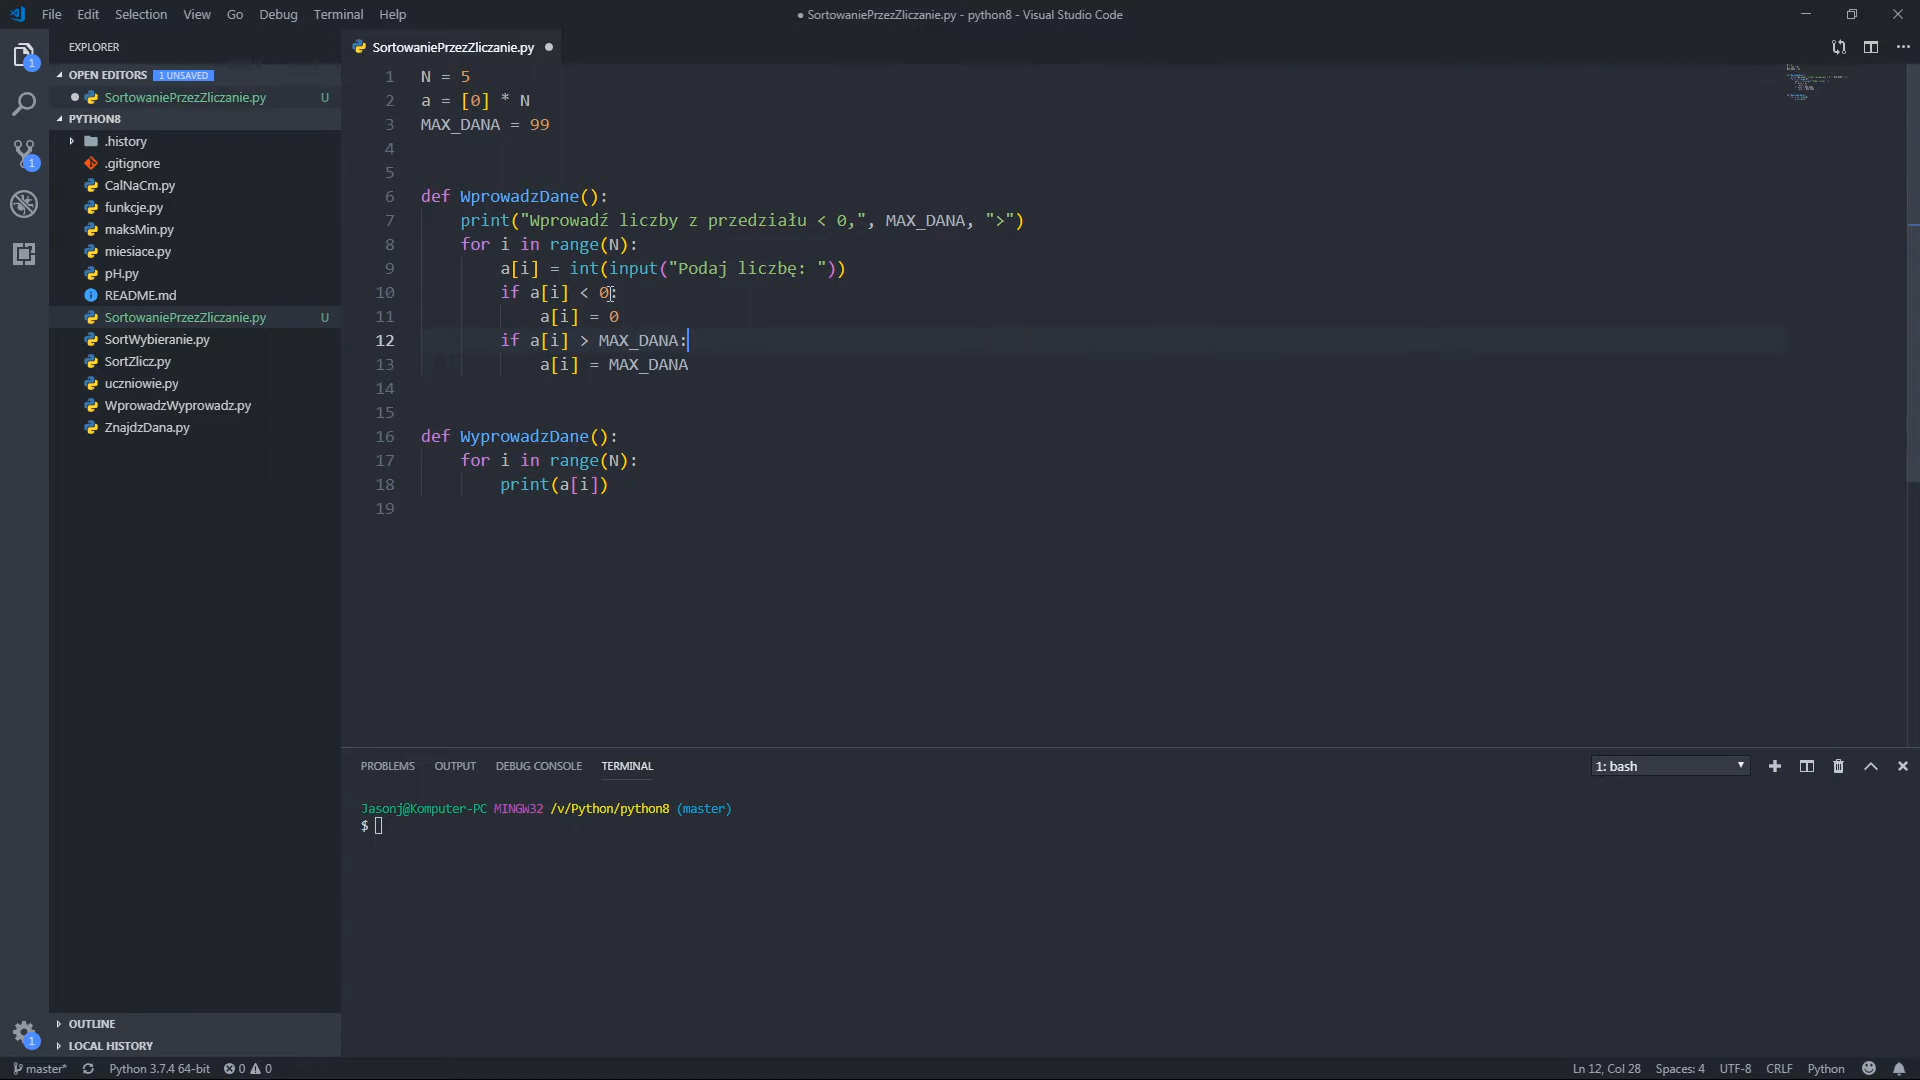 File Edit Selection View Go Debug Terminal Help
● SortowaniePrzezZliczanie.py - python8 - Visual Studio Code
EXPLORER
OPEN EDITORS 1 UNSAVED
SortowaniePrzezZliczanie.py U
PYTHON8
.history
.gitignore
CalNaCm.py
funkcje.py
maksMin.py
miesiace.py
pH.py
README.md
SortowaniePrzezZliczanie.py U
SortWybieranie.py
SortZlicz.py
uczniowie.py
WprowadzWyprowadz.py
ZnajdzDana.py
OUTLINE
LOCAL HISTORY
1
1
1
SortowaniePrzezZliczanie.py ●
1 N = 5
2 a = [0] * N
3 MAX_DANA = 99
4
5
6 def WprowadzDane():
7 print("Wprowadź liczby z przedziału < 0,", MAX_DANA, ">")
8 for i in range(N):
9 a[i] = int(input("Podaj liczbę: "))
10 if a[i] < 0:
11 a[i] = 0
12 if a[i] > MAX_DANA:
13 a[i] = MAX_DANA
14
15
16 def WyprowadzDane():
17 for i in range(N):
18 print(a[i])
19
PROBLEMS OUTPUT DEBUG CONSOLE TERMINAL
1: bash
Jasonj@Komputer-PC MINGW32 /v/Python/python8 (master)
$
master* Python 3.7.4 64-bit 0 0
Ln 12, Col 28 Spaces: 4 UTF-8 CRLF Python